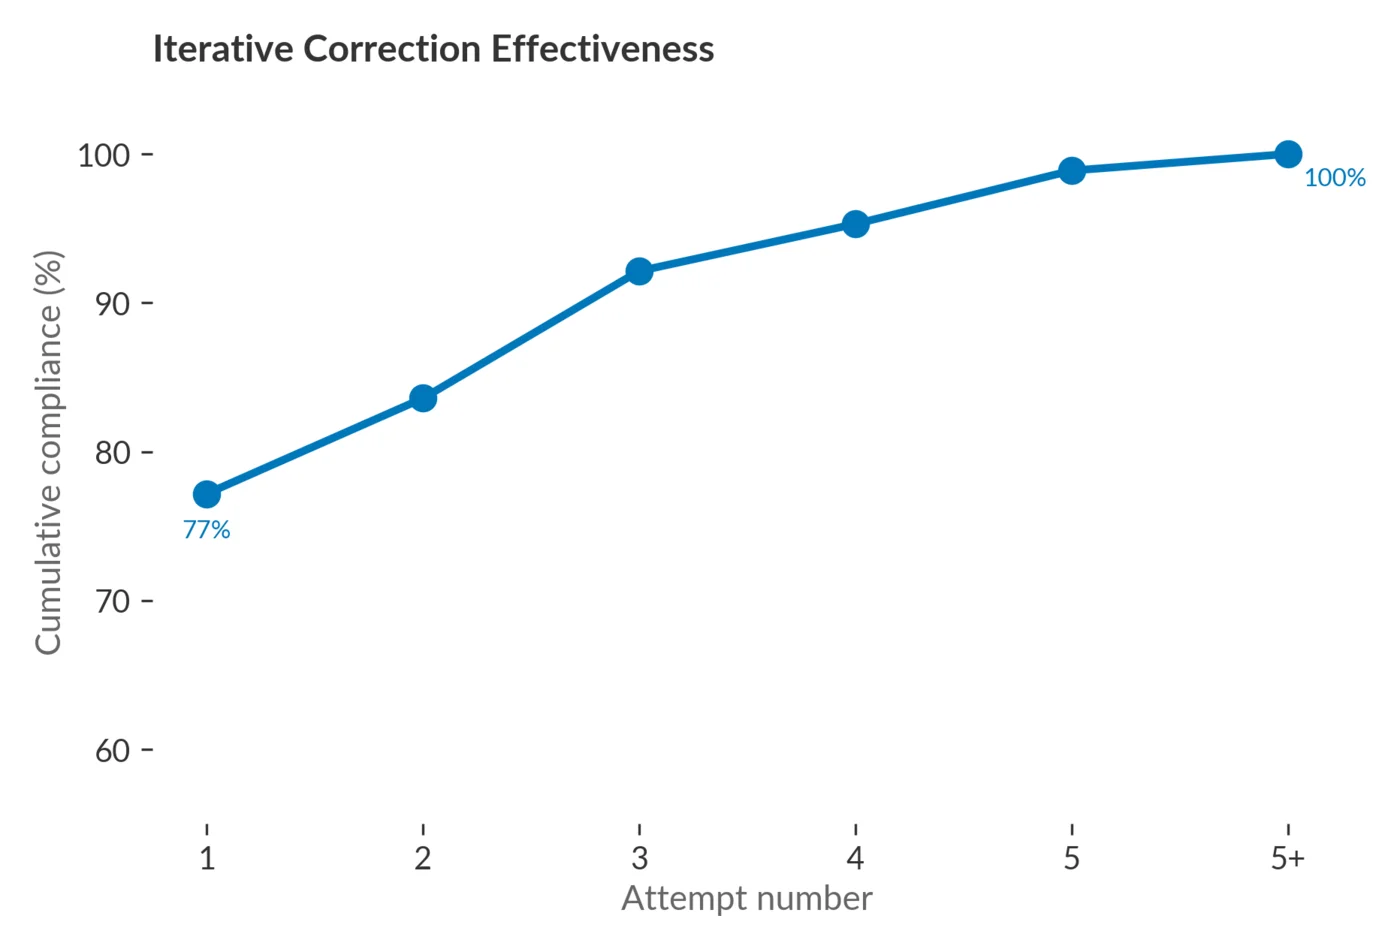 Iterative Correction Effectiveness
100
90
80
70
60
Cumulative compliance (%)
77%
100%
1 2 3 4 5 5+
Attempt number